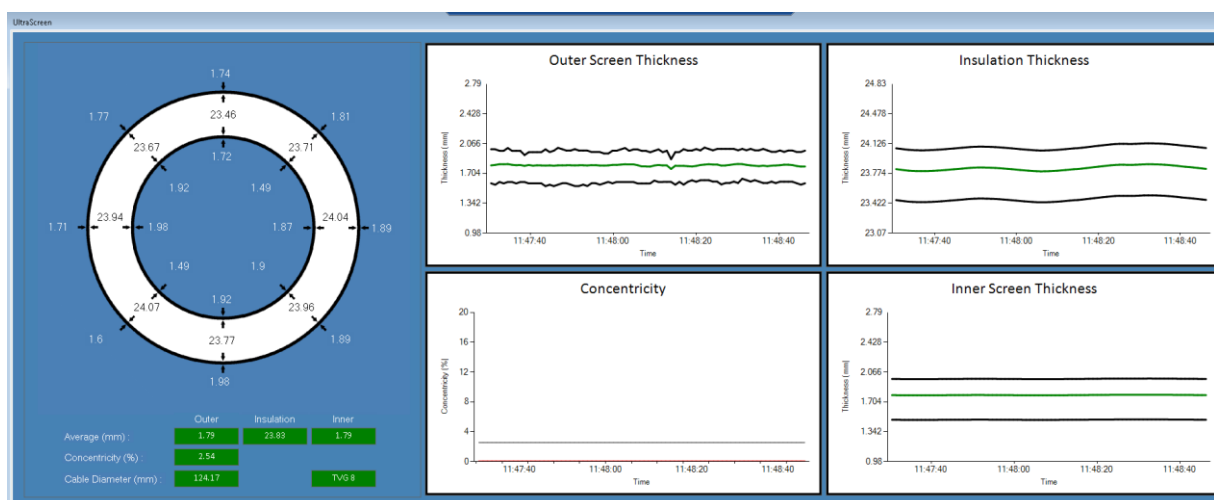 UltraScreen
1.74
1.77
1.81
23.46
23.67
23.71
1.72
1.92
1.49
1.71
23.94
1.98
1.87
24.04
1.89
1.49
1.9
24.07
1.92
23.96
1.6
23.77
1.89
1.98
Outer Insulation Inner
Average (mm) : 1.79 23.83 1.79
Concentricity (%) : 2.54
Cable Diameter (mm) : 124.17 TVG 8
Outer Screen Thickness
Thickness (mm)
2.79
2.428
2.066
1.704
1.342
0.98
11:47:40 11:48:00 11:48:20 11:48:40
Time
Insulation Thickness
Thickness (mm)
24.83
24.478
24.126
23.774
23.422
23.07
11:47:40 11:48:00 11:48:20 11:48:40
Time
Concentricity
Concentricity (%)
20
16
12
8
4
0
11:47:40 11:48:00 11:48:20 11:48:40
Time
Inner Screen Thickness
Thickness (mm)
2.79
2.428
2.066
1.704
1.342
0.98
11:47:40 11:48:00 11:48:20 11:48:40
Time